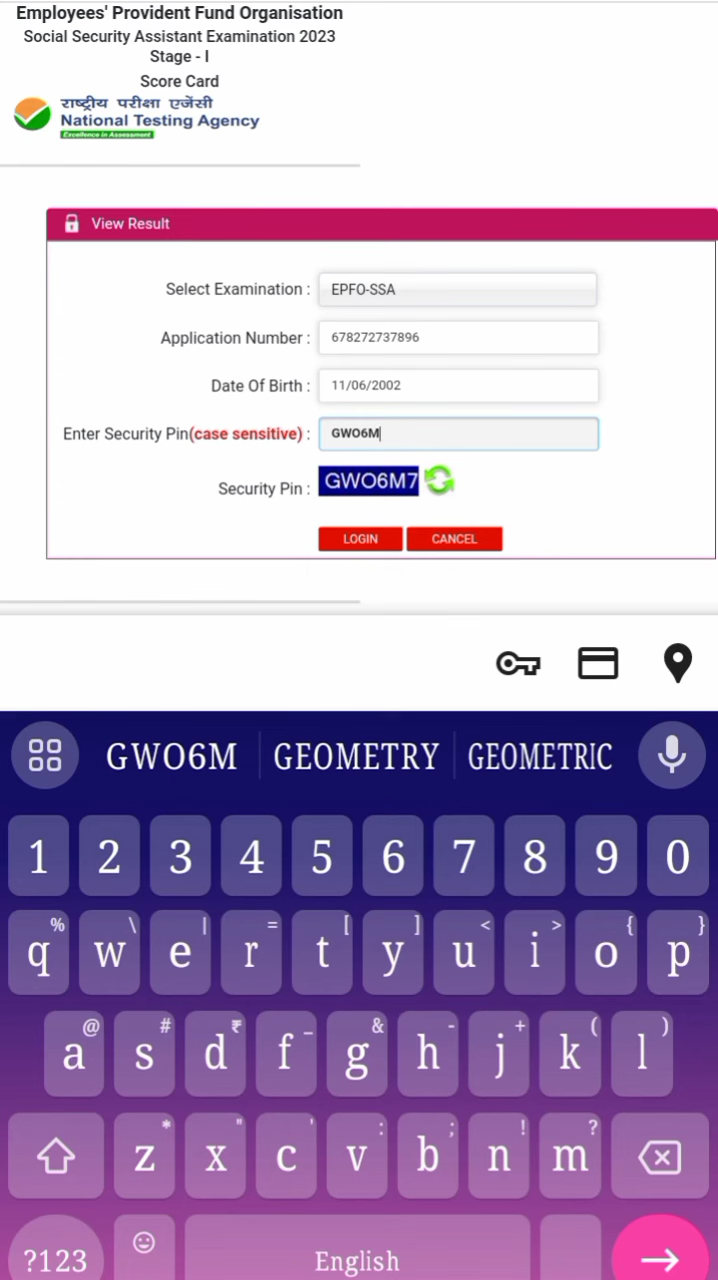 Employees' Provident Fund Organisation
Social Security Assistant Examination 2023
Stage - I
Score Card
राष्ट्रीय परीक्षा एजेंसी
National Testing Agency
Excellence in Assessment
View Result
Select Examination : EPFO-SSA
Application Number : 678272737896
Date Of Birth : 11/06/2002
Enter Security Pin(case sensitive) : GWO6M
Security Pin : GWO6M7
LOGIN CANCEL
GWO6M GEOMETRY GEOMETRIC
1 2 3 4 5 6 7 8 9 0
% \ | = [ ] < > { }
q w e r t y u i o p
@ # ₹ _ & - + ( )
a s d f g h j k l
* " ' : ; ! ?
z x c v b n m
?123 English